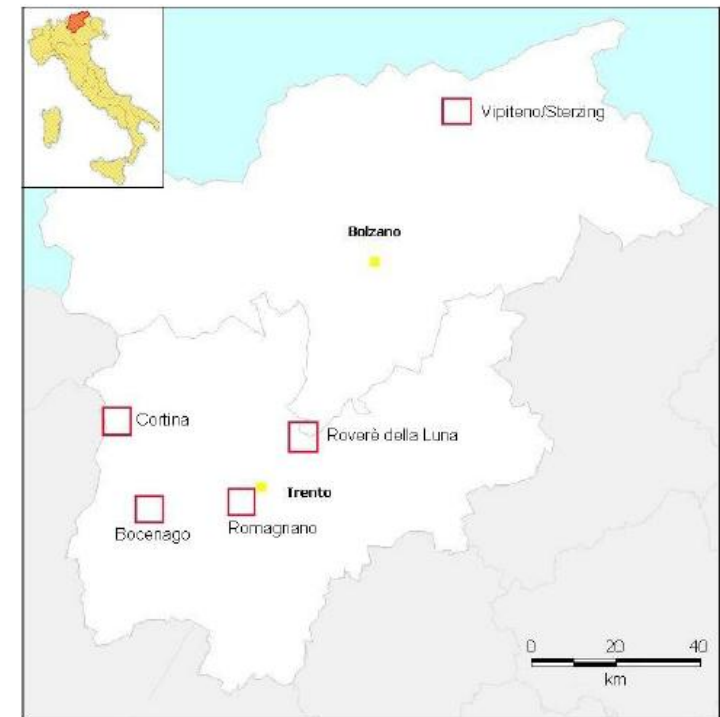 Vipiteno/Sterzing
Bolzano
Cortina
Roverè della Luna
Trento
Romagnano
Bocenago
0 20 40
km